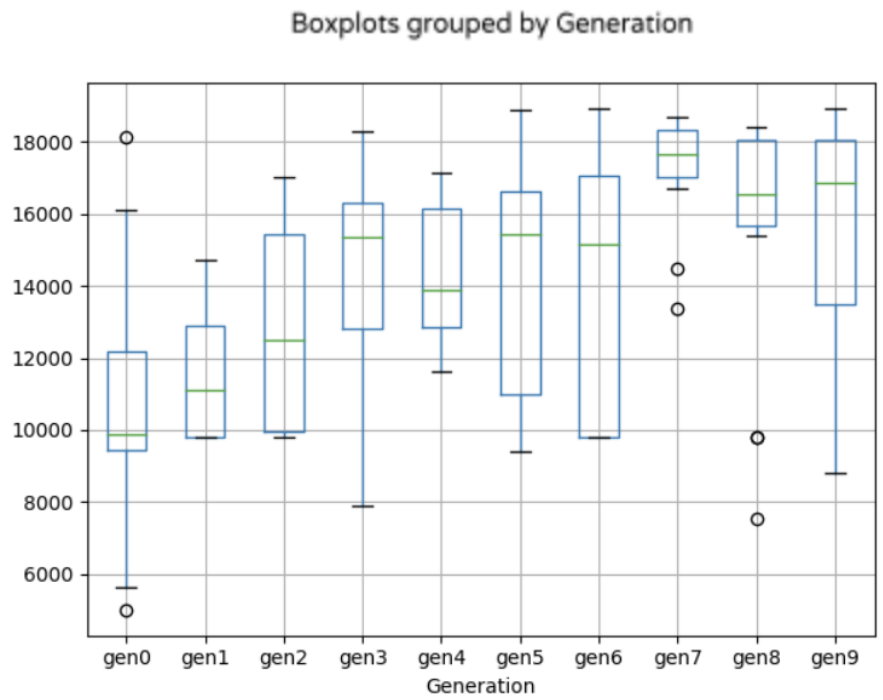 Boxplots grouped by Generation
18000
16000
14000
12000
10000
8000
6000
gen0 gen1 gen2 gen3 gen4 gen5 gen6 gen7 gen8 gen9
Generation